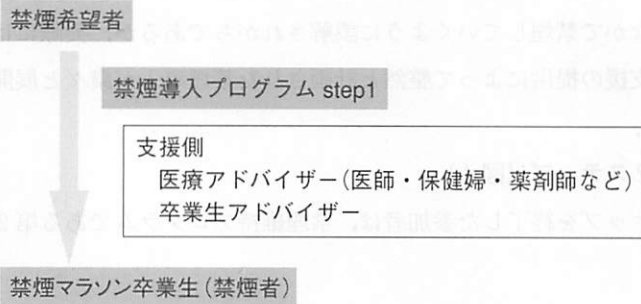 禁煙希望者
禁煙導入プログラム step1
支援側
医療アドバイザー(医師・保健婦・薬剤師など)
卒業生アドバイザー
禁煙マラソン卒業生(禁煙者)